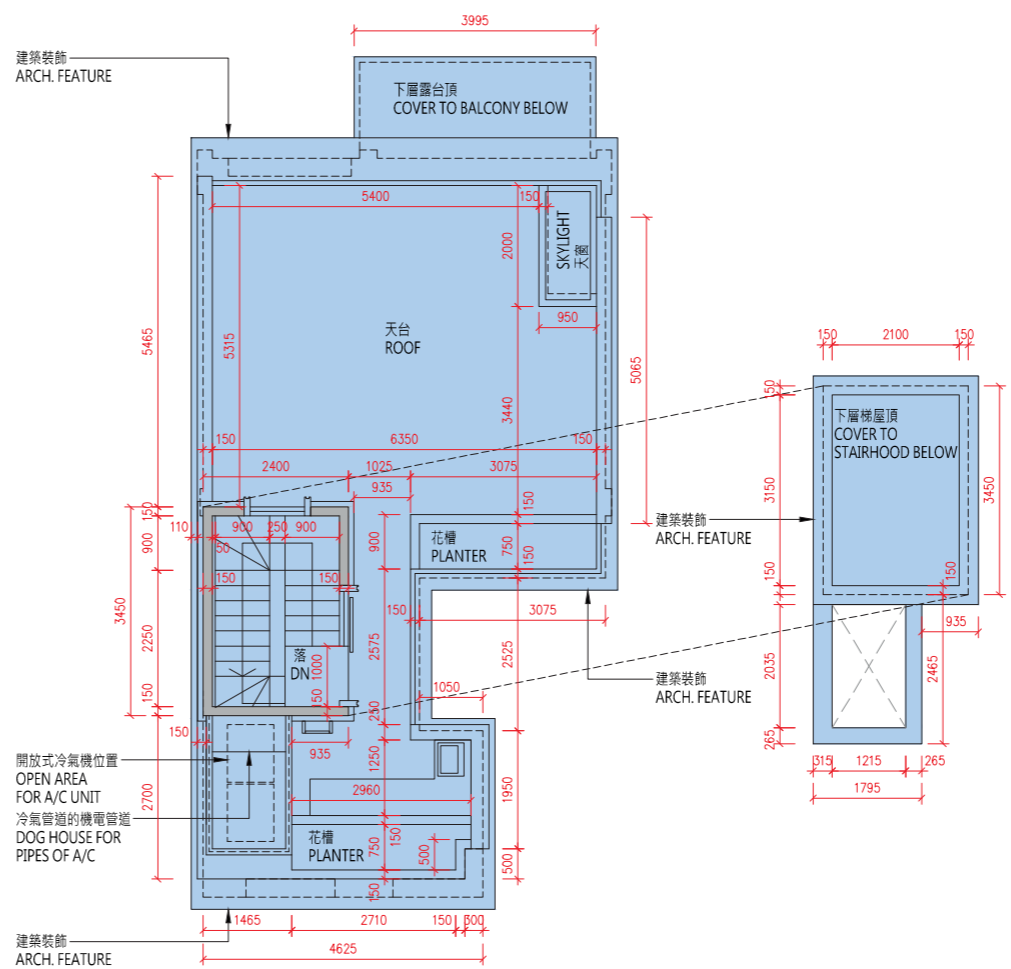 3995
建築裝飾
ARCH. FEATURE
下層露台頂
COVER TO BALCONY BELOW
5400
150
SKYLIGHT
天窗
2000
950
5465
5315
天台
ROOF
3440
5065
150
6350
150
2400
1025
3075
935
150
150
110
900
250
900
50
900
900
花槽
PLANTER
750
150
150
150
3450
2250
2575
150
3075
2525
落
DN
1000
150
150
1050
250
150
935
1250
開放式冷氣機位置
OPEN AREA
FOR A/C UNIT
冷氣管道的機電管道
DOG HOUSE FOR
PIPES OF A/C
2700
2960
1950
花槽
PLANTER
150
750
500
500
150
1465
2710
150
300
4625
建築裝飾
ARCH. FEATURE
150
2100
150
150
下層梯屋頂
COVER TO
STAIRHOOD BELOW
3150
3450
建築裝飾
ARCH. FEATURE
150
150
935
2035
2465
建築裝飾
ARCH. FEATURE
265
315
1215
265
1795